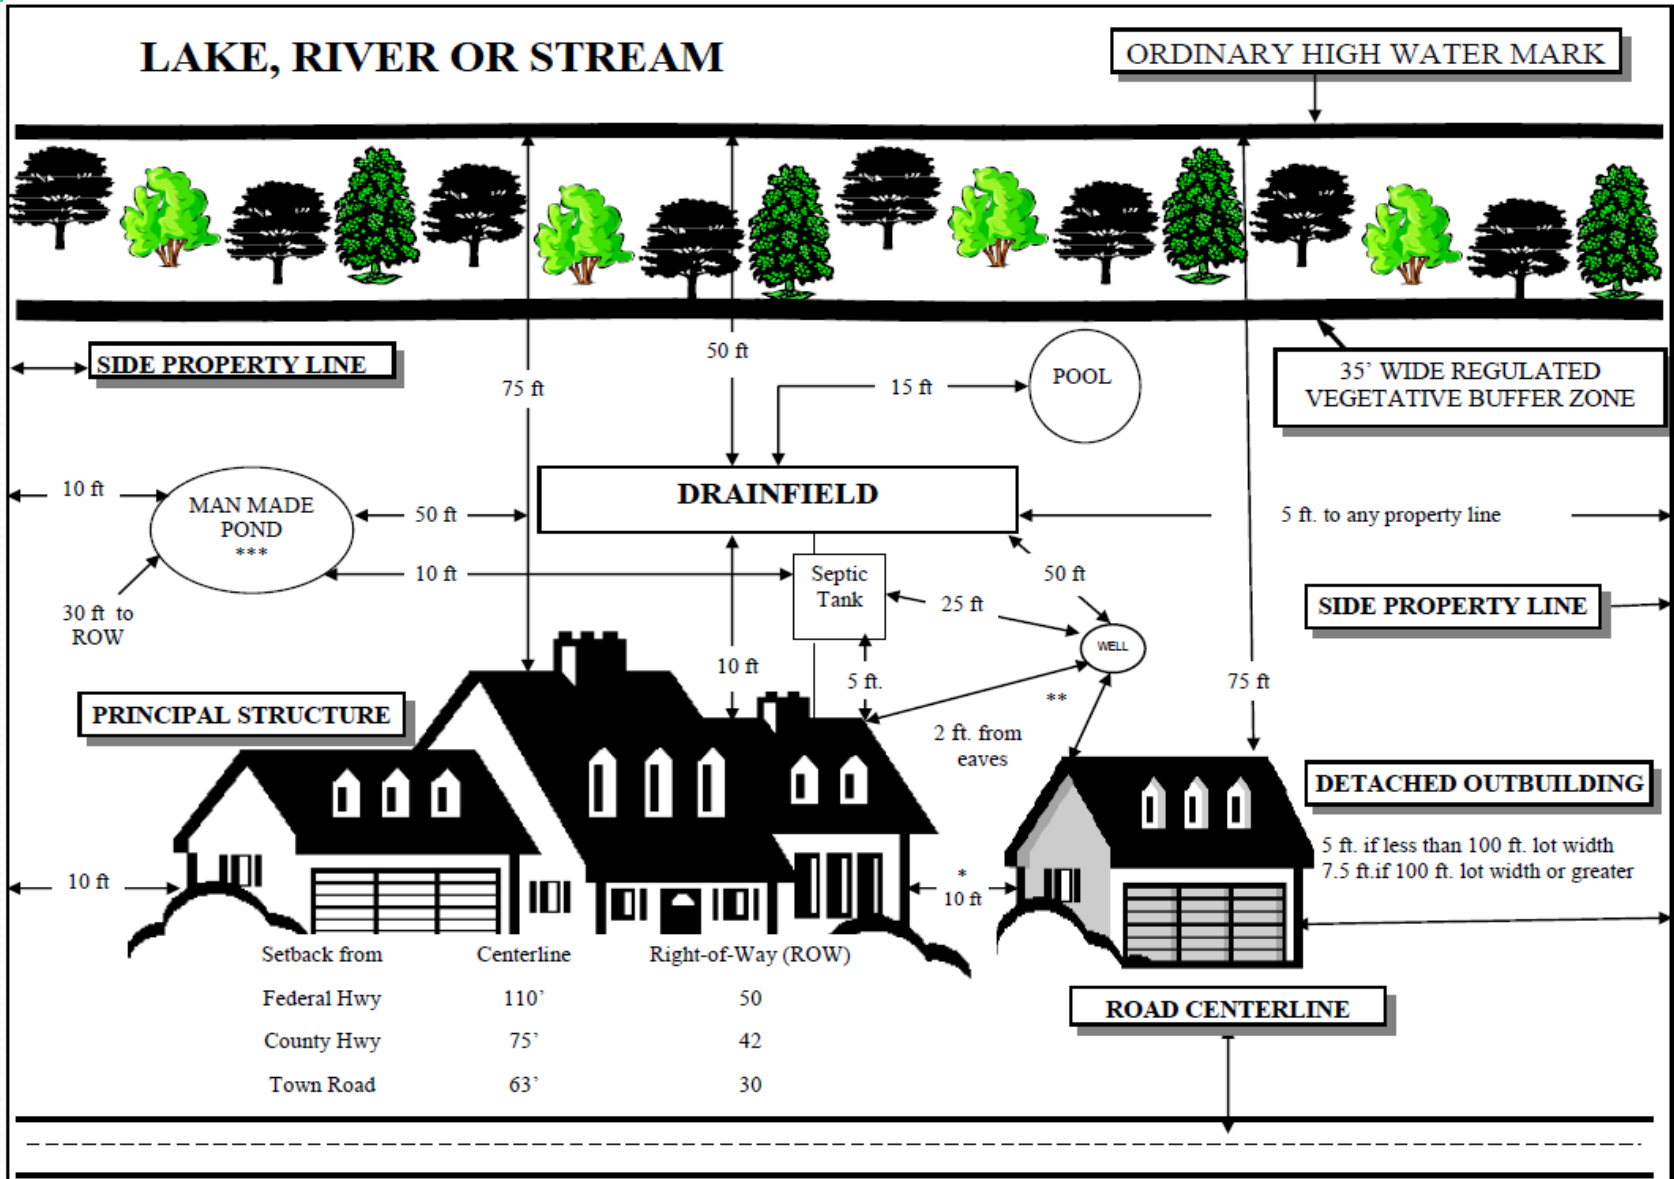 LAKE, RIVER OR STREAM
ORDINARY HIGH WATER MARK
50 ft
SIDE PROPERTY LINE
75 ft
15 ft
POOL
35’ WIDE REGULATED
VEGETATIVE BUFFER ZONE
10 ft
MAN MADE
POND
***
50 ft
DRAINFIELD
5 ft. to any property line
10 ft
Septic
Tank
50 ft
25 ft
30 ft to
ROW
SIDE PROPERTY LINE
WELL
10 ft
5 ft.
75 ft
**
PRINCIPAL STRUCTURE
2 ft. from
eaves
DETACHED OUTBUILDING
5 ft. if less than 100 ft. lot width
7.5 ft.if 100 ft. lot width or greater
10 ft
*
10 ft
Setback from Centerline Right-of-Way (ROW)
Federal Hwy 110’ 50
County Hwy 75’ 42
Town Road 63’ 30
ROAD CENTERLINE